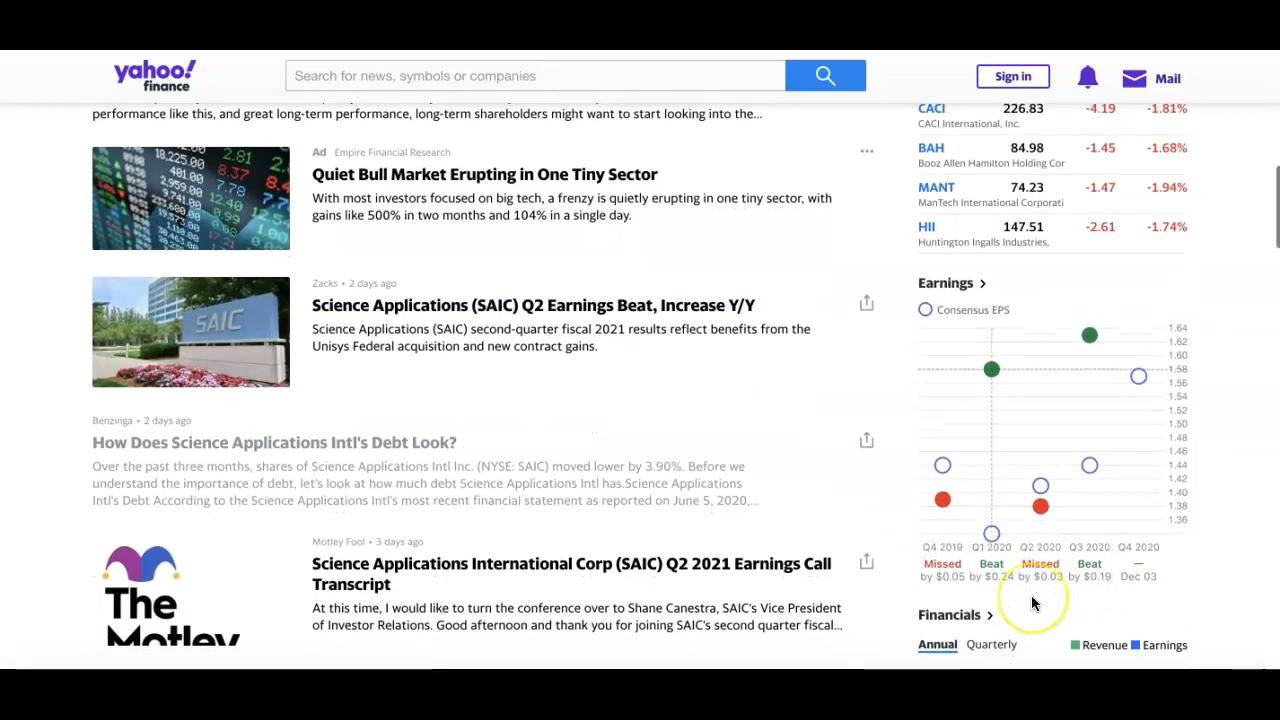 yahoo!
finance
Search for news, symbols or companies
Sign in
Mail
performance like this, and great long-term performance, long-term shareholders might want to start looking into the...
Ad Empire Financial Research
Quiet Bull Market Erupting in One Tiny Sector
With most investors focused on big tech, a frenzy is quietly erupting in one tiny sector, with
gains like 500% in two months and 104% in a single day.
Zacks • 2 days ago
Science Applications (SAIC) Q2 Earnings Beat, Increase Y/Y
Science Applications (SAIC) second-quarter fiscal 2021 results reflect benefits from the
Unisys Federal acquisition and new contract gains.
SAIC
Benzinga • 2 days ago
How Does Science Applications Intl's Debt Look?
Over the past three months, shares of Science Applications Intl Inc. (NYSE: SAIC) moved lower by 3.90%. Before we
understand the importance of debt, let's look at how much debt Science Applications Intl has.Science Applications
Intl's Debt According to the Science Applications Intl's most recent financial statement as reported on June 5, 2020,...
Motley Fool • 3 days ago
Science Applications International Corp (SAIC) Q2 2021 Earnings Call
Transcript
At this time, I would like to turn the conference over to Shane Canestra, SAIC's Vice President
of Investor Relations. Good afternoon and thank you for joining SAIC's second quarter fiscal...
The
Motley
CACI 226.83 -4.19 -1.81%
CACI International, Inc.
BAH 84.98 -1.45 -1.68%
Booz Allen Hamilton Holding Cor
MANT 74.23 -1.47 -1.94%
ManTech International Corporati
HII 147.51 -2.61 -1.74%
Huntington Ingalls Industries,
Earnings >
Consensus EPS
1.64
1.62
1.60
1.58
1.56
1.54
1.52
1.50
1.48
1.46
1.44
1.42
1.40
1.38
1.36
Q4 2019 Q1 2020 Q2 2020 Q3 2020 Q4 2020
Missed Beat Missed Beat —
by $0.05 by $0.24 by $0.03 by $0.19 Dec 03
Financials >
Annual Quarterly Revenue Earnings